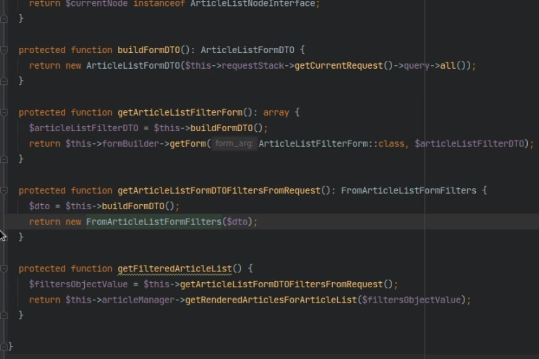 return $currentNode instanceof ArticleListNodeInterface;
}
protected function buildFormDTO(): ArticleListFormDTO {
return new ArticleListFormDTO($this->requestStack->getCurrentRequest()->query->all());
}
protected function getArticleListFilterForm(): array {
$articleListFilterDTO = $this->buildFormDTO();
return $this->formBuilder->getForm( form_arg: ArticleListFilterForm::class, $articleListFilterDTO);
}
protected function getArticleListFormDTOFiltersFromRequest(): FromArticleListFormFilters {
$dto = $this->buildFormDTO();
return new FromArticleListFormFilters($dto);
}
protected function getFilteredArticleList() {
$filtersObjectValue = $this->getArticleListFormDTOFiltersFromRequest();
return $this->articleManager->getRenderedArticlesForArticleList($filtersObjectValue);
}
}